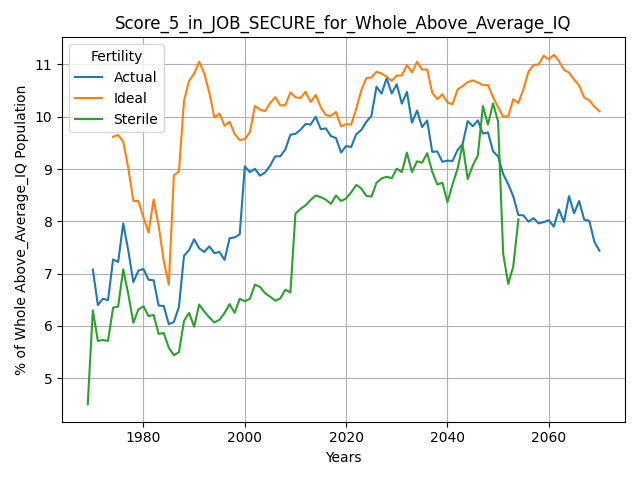 Score_5_in_JOB_SECURE_for_Whole_Above_Average_IQ
Fertility
Actual
Ideal
Sterile
% of Whole Above_Average_IQ Population
11
10
9
8
7
6
5
1980
2000
2020
2040
2060
Years